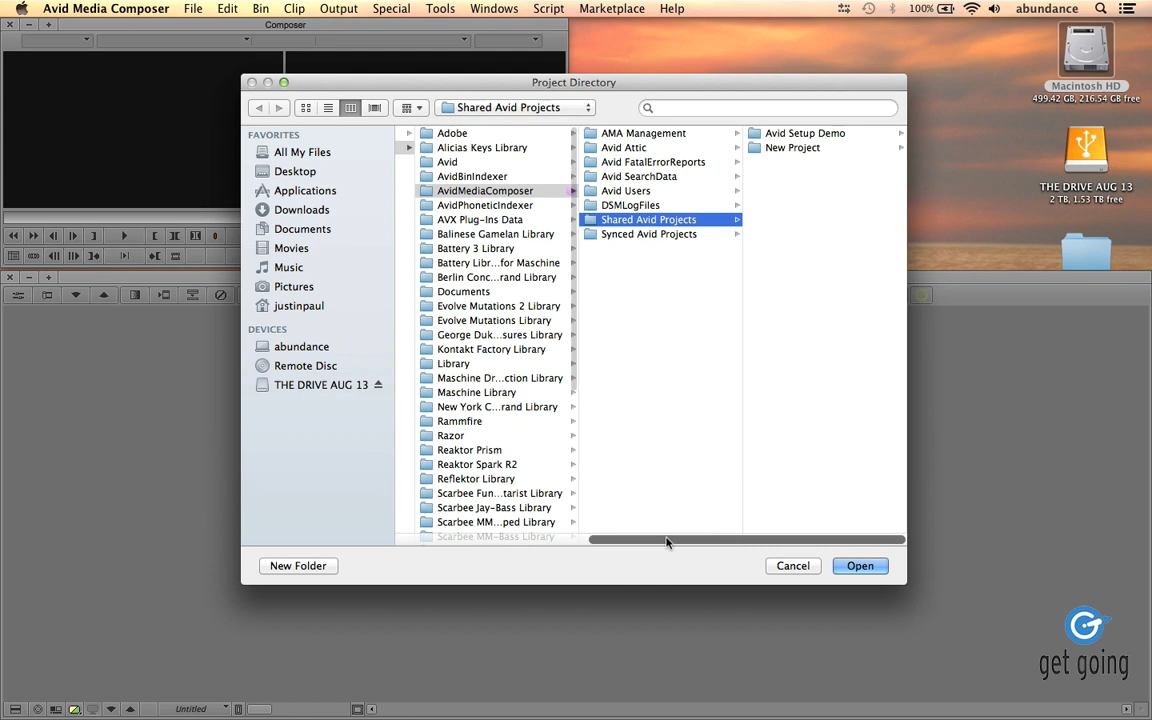 Avid Media Composer File Edit Bin Clip Output Special Tools Windows Script Marketplace Help 100% abundance
Composer
Macintosh HD
499.42 GB, 216.54 GB free
THE DRIVE AUG 13
2 TB, 1.53 TB free
Project Directory
Shared Avid Projects
FAVORITES
All My Files
Desktop
Applications
Downloads
Documents
Movies
Music
Pictures
justinpaul
DEVICES
abundance
Remote Disc
THE DRIVE AUG 13
Adobe
Alicias Keys Library
Avid
AvidBinIndexer
AvidMediaComposer
AvidPhoneticIndexer
AVX Plug-Ins Data
Balinese Gamelan Library
Battery 3 Library
Battery Libr...for Maschine
Berlin Conc...rand Library
Documents
Evolve Mutations 2 Library
Evolve Mutations Library
George Duk...sures Library
Kontakt Factory Library
Library
Maschine Dr...ction Library
Maschine Library
New York C...rand Library
Rammfire
Razor
Reaktor Prism
Reaktor Spark R2
Reflektor Library
Scarbee Fun...tarist Library
Scarbee Jay-Bass Library
Scarbee MM...ped Library
Scarbee MM-Bass Library
AMA Management
Avid Attic
Avid FatalErrorReports
Avid SearchData
Avid Users
DSMLogFiles
Shared Avid Projects
Synced Avid Projects
Avid Setup Demo
New Project
New Folder
Cancel
Open
get going
Untitled